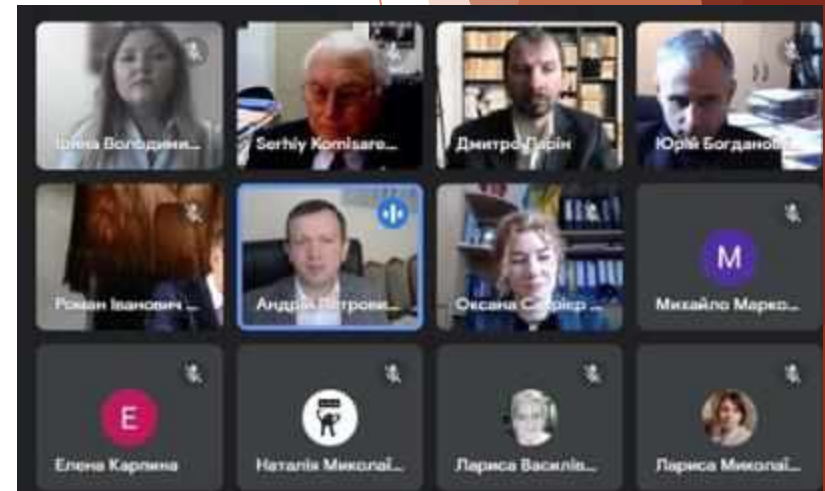 Володими...
Serhiy Komisare...
Дмитро Ларін
Юрій Богданов...
Роман Іванович ...
Андрій Петрови...
Оксана ...
M
Михайло Марко...
E
Елена Карпина
Наталія Миколаї...
Лариса Василів...
Лариса Миколаї...